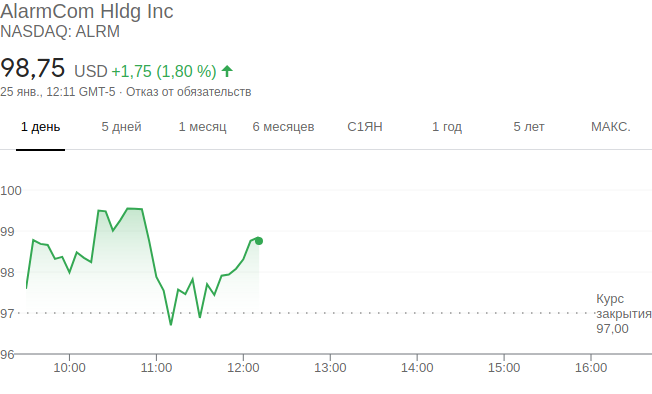 AlarmCom Hldg Inc
NASDAQ: ALRM
98,75 USD +1,75 (1,80 %)
25 янв., 12:11 GMT-5 · Отказ от обязательств
1 день 5 дней 1 месяц 6 месяцев С1ЯН 1 год 5 лет МАКС.
100
99
98
97
96
Курс
закрытия
97,00
10:00 11:00 12:00 13:00 14:00 15:00 16:00